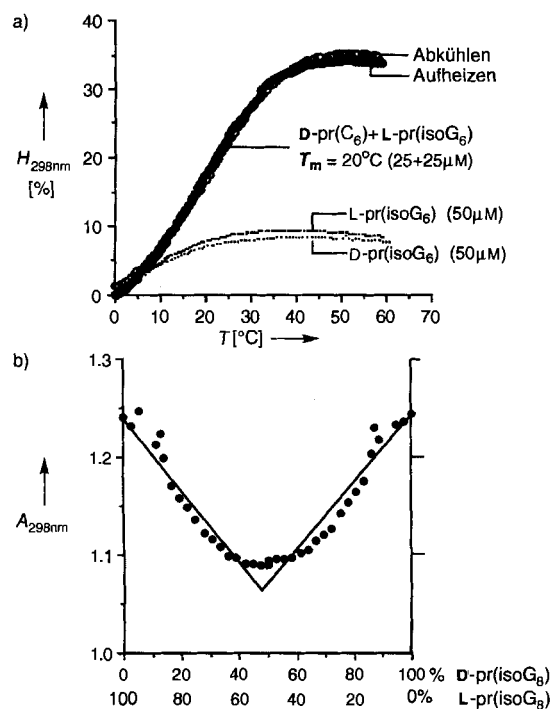 a)
40
30
20
10
0
H298nm
[%]
Abkühlen
Aufheizen
D-pr(C6) + L-pr(isoG6)
Tm = 20°C (25+25µM)
L-pr(isoG6) (50µM)
D-pr(isoG6) (50µM)
0 10 20 30 40 50 60 70
T [°C]
b)
1.3
1.2
1.1
1.0
A298nm
0 20 40 60 80 100 % D-pr(isoG8)
100 80 60 40 20 0% L-pr(isoG8)